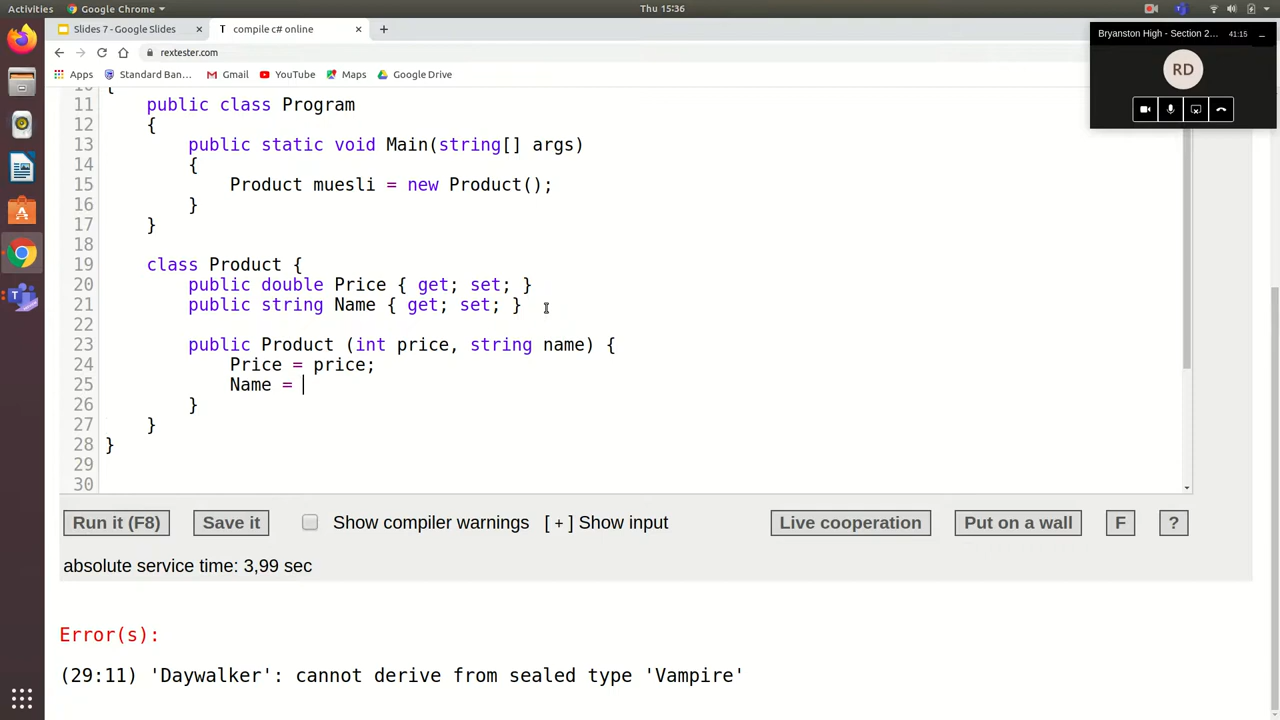 Activities Google Chrome Thu 15:36
Slides 7 - Google Slides × T compile c# online × +
rextester.com
Apps Standard Ban... Gmail YouTube Maps Google Drive
Bryanston High - Section 2... 41:15
RD
10 {
11 public class Program
12 {
13 public static void Main(string[] args)
14 {
15 Product muesli = new Product();
16 }
17 }
18
19 class Product {
20 public double Price { get; set; }
21 public string Name { get; set; }
22
23 public Product (int price, string name) {
24 Price = price;
25 Name =
26 }
27 }
28 }
29
30
Run it (F8) Save it Show compiler warnings [ + ] Show input Live cooperation Put on a wall F ?
absolute service time: 3,99 sec
Error(s):
(29:11) 'Daywalker': cannot derive from sealed type 'Vampire'